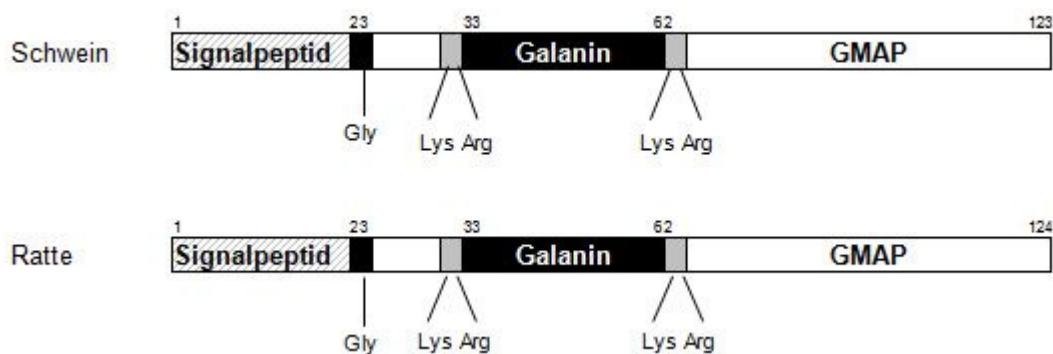 1 23 33 62 123
Schwein Signalpeptid Galanin GMAP
Gly Lys Arg Lys Arg
1 23 33 62 124
Ratte Signalpeptid Galanin GMAP
Gly Lys Arg Lys Arg